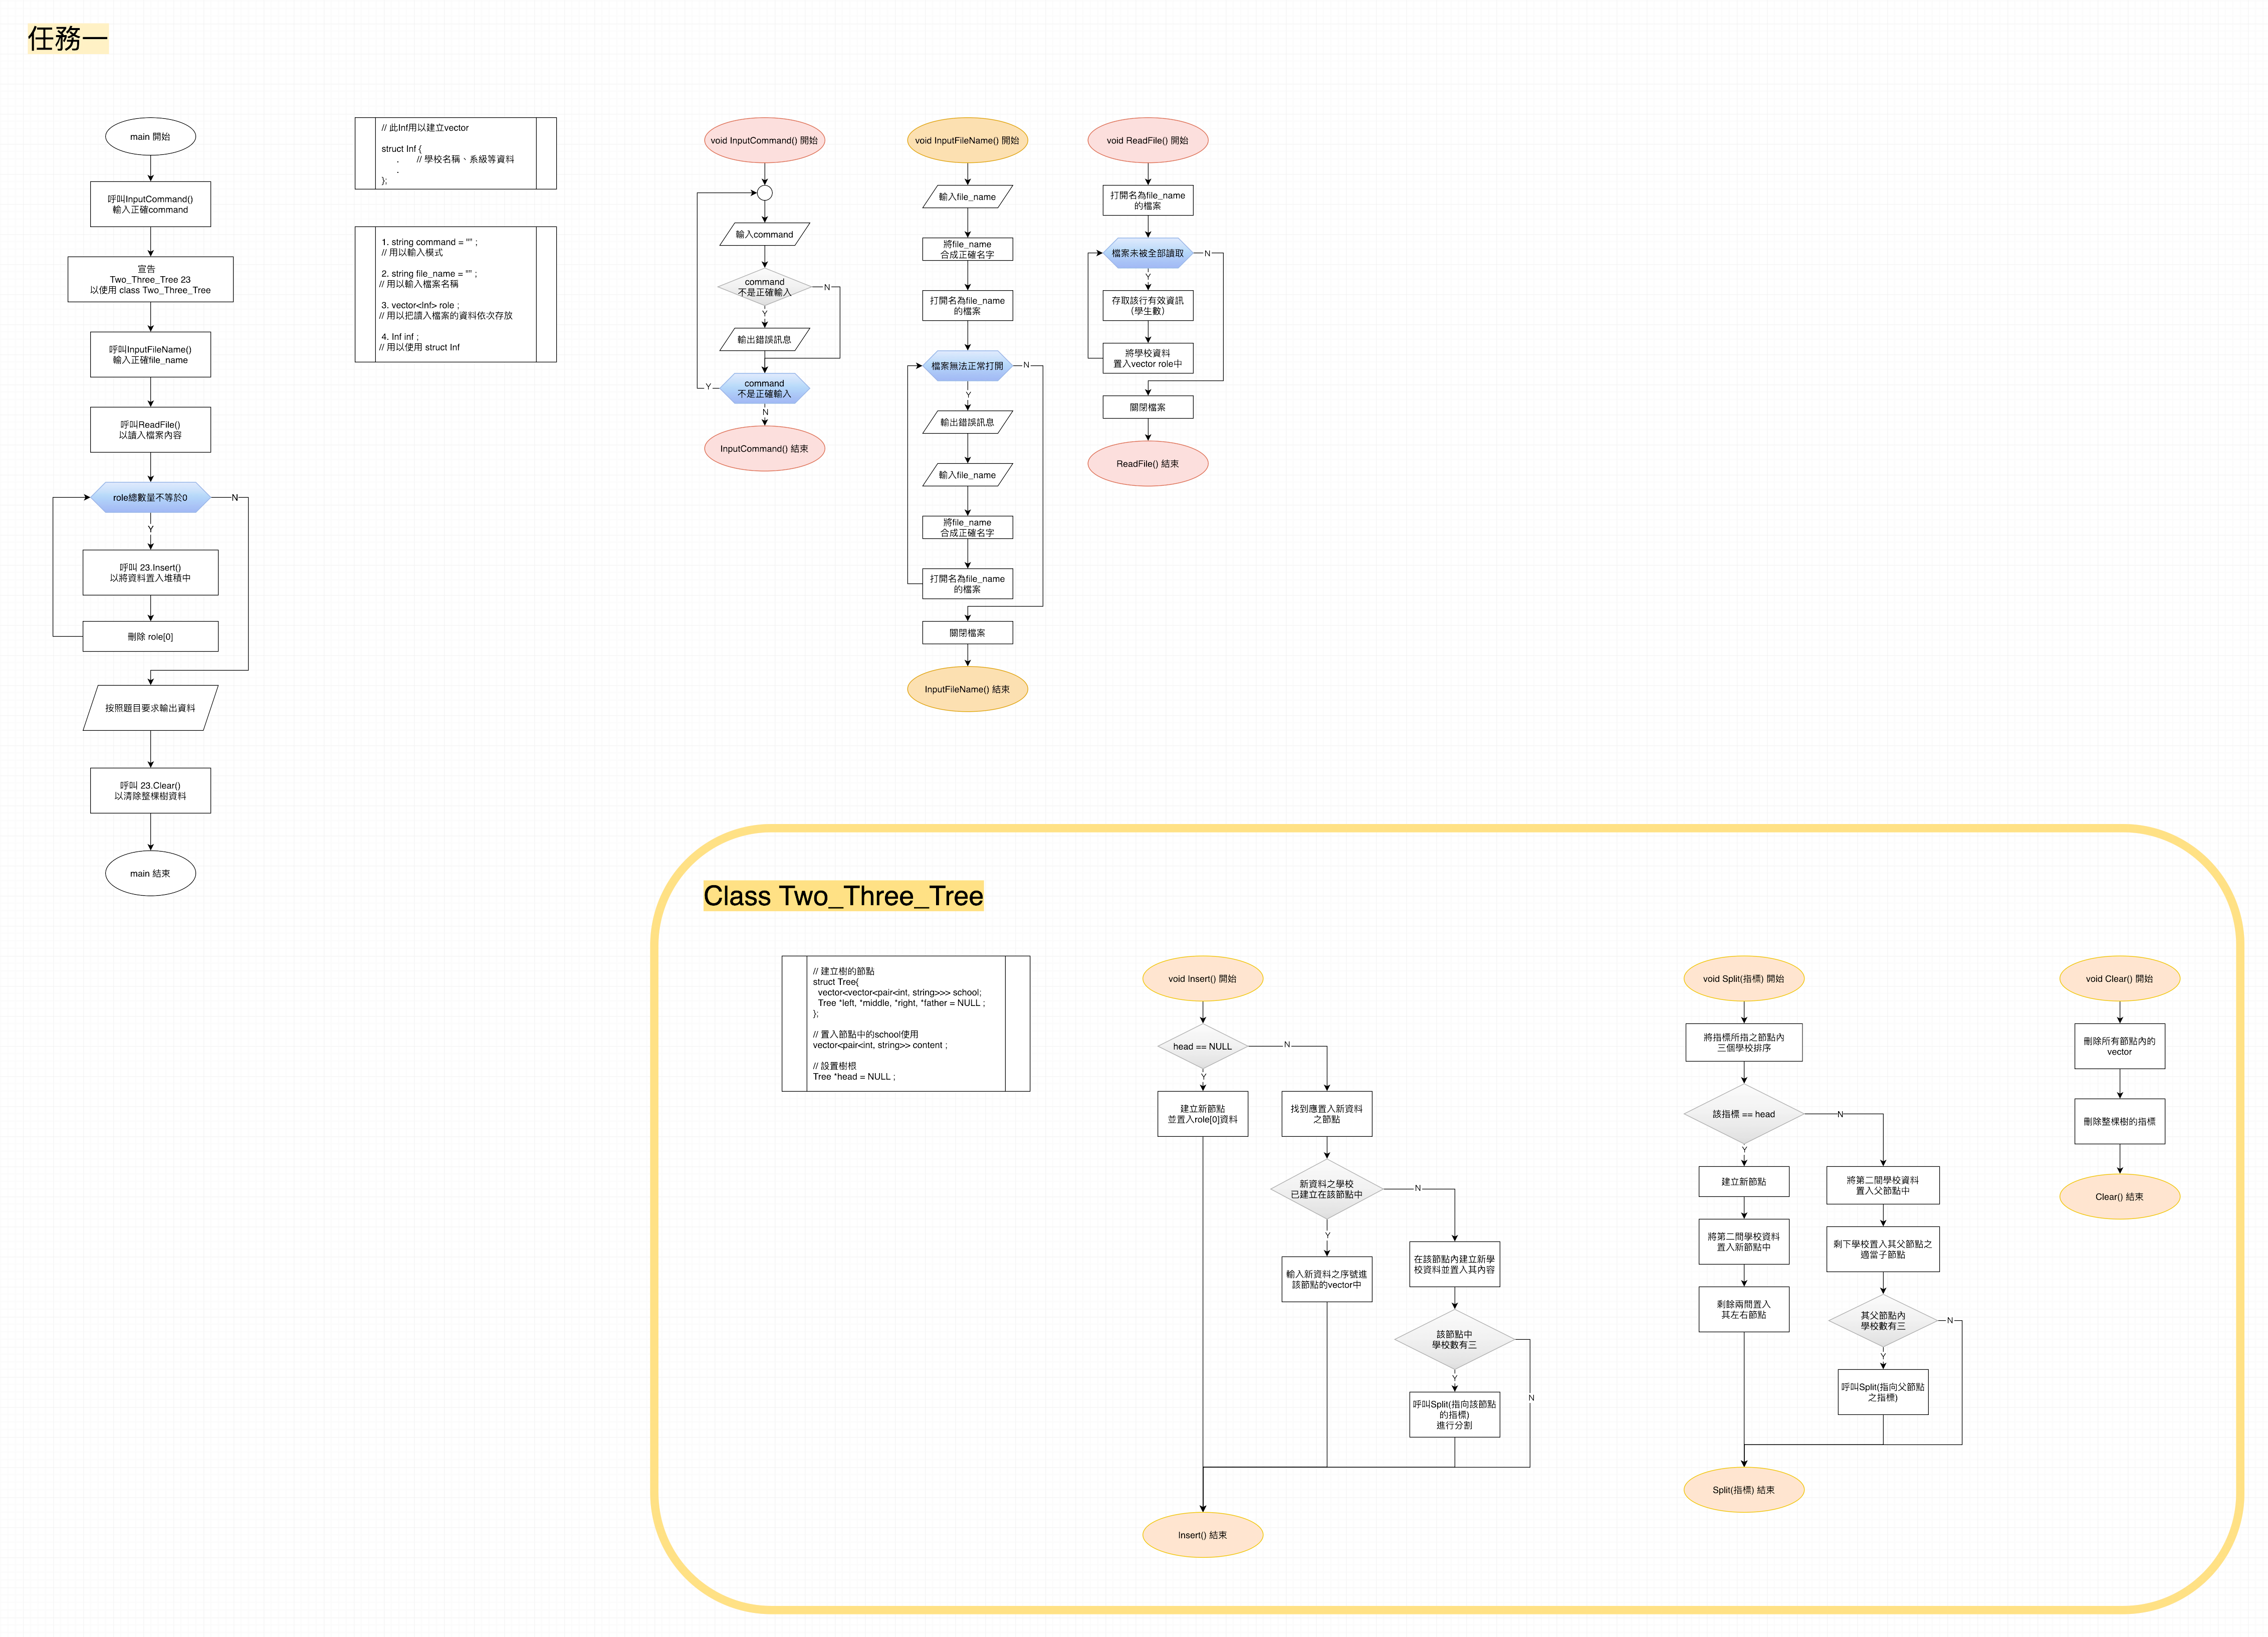 任務一
main 開始
呼叫InputCommand()
輸入正確command
宣告
Two_Three_Tree 23
以使用 class Two_Three_Tree
呼叫InputFileName()
輸入正確file_name
呼叫ReadFile()
以讀入檔案內容
role總數量不等於0
N
Y
呼叫 23.Insert()
以將資料置入堆積中
刪除 role[0]
按照題目要求輸出資料
呼叫 23.Clear()
以清除整棵樹資料
main 結束
// 此Inf用以建立vector
struct Inf {
. // 學校名稱、系級等資料
.
};
1. string command = "" ;
// 用以輸入模式
2. string file_name = "" ;
// 用以輸入檔案名稱
3. vector<Inf> role ;
// 用以把讀入檔案的資料依次存放
4. Inf inf ;
// 用以使用 struct Inf
void InputCommand() 開始
輸入command
command
不是正確輸入
N
Y
輸出錯誤訊息
command
不是正確輸入
Y
N
InputCommand() 結束
void InputFileName() 開始
輸入file_name
將file_name
合成正確名字
打開名為file_name
的檔案
檔案無法正常打開
N
Y
輸出錯誤訊息
輸入file_name
將file_name
合成正確名字
打開名為file_name
的檔案
關閉檔案
InputFileName() 結束
void ReadFile() 開始
打開名為file_name
的檔案
檔案未被全部讀取
N
Y
存取該行有效資訊
（學生數）
將學校資料
置入vector role中
關閉檔案
ReadFile() 結束
Class Two_Three_Tree
// 建立樹的節點
struct Tree{
vector<vector<pair<int, string>>> school;
Tree *left, *middle, *right, *father = NULL ;
};
// 置入節點中的school使用
vector<pair<int, string>> content ;
// 設置樹根
Tree *head = NULL ;
void Insert() 開始
head == NULL
N
Y
建立新節點
並置入role[0]資料
找到應置入新資料
之節點
新資料之學校
已建立在該節點中
N
Y
輸入新資料之序號進
該節點的vector中
在該節點內建立新學
校資料並置入其內容
該節點中
學校數有三
Y
N
呼叫Split(指向該節點
的指標)
進行分割
Insert() 結束
void Split(指標) 開始
將指標所指之節點內
三個學校排序
該指標 == head
N
Y
建立新節點
將第二間學校資料
置入新節點中
剩餘兩間置入
其左右節點
將第二間學校資料
置入父節點中
剩下學校置入其父節點之
適當子節點
其父節點內
學校數有三
N
Y
呼叫Split(指向父節點
之指標)
Split(指標) 結束
void Clear() 開始
刪除所有節點內的
vector
刪除整棵樹的指標
Clear() 結束